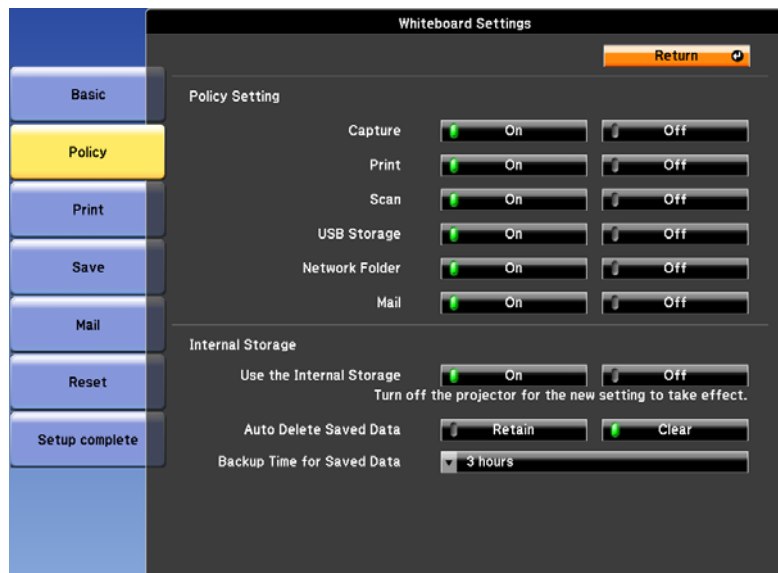 Whiteboard Settings
Return
Basic
Policy
Print
Save
Mail
Reset
Setup complete
Policy Setting
Capture On Off
Print On Off
Scan On Off
USB Storage On Off
Network Folder On Off
Mail On Off
Internal Storage
Use the Internal Storage On Off
Turn off the projector for the new setting to take effect.
Auto Delete Saved Data Retain Clear
Backup Time for Saved Data 3 hours